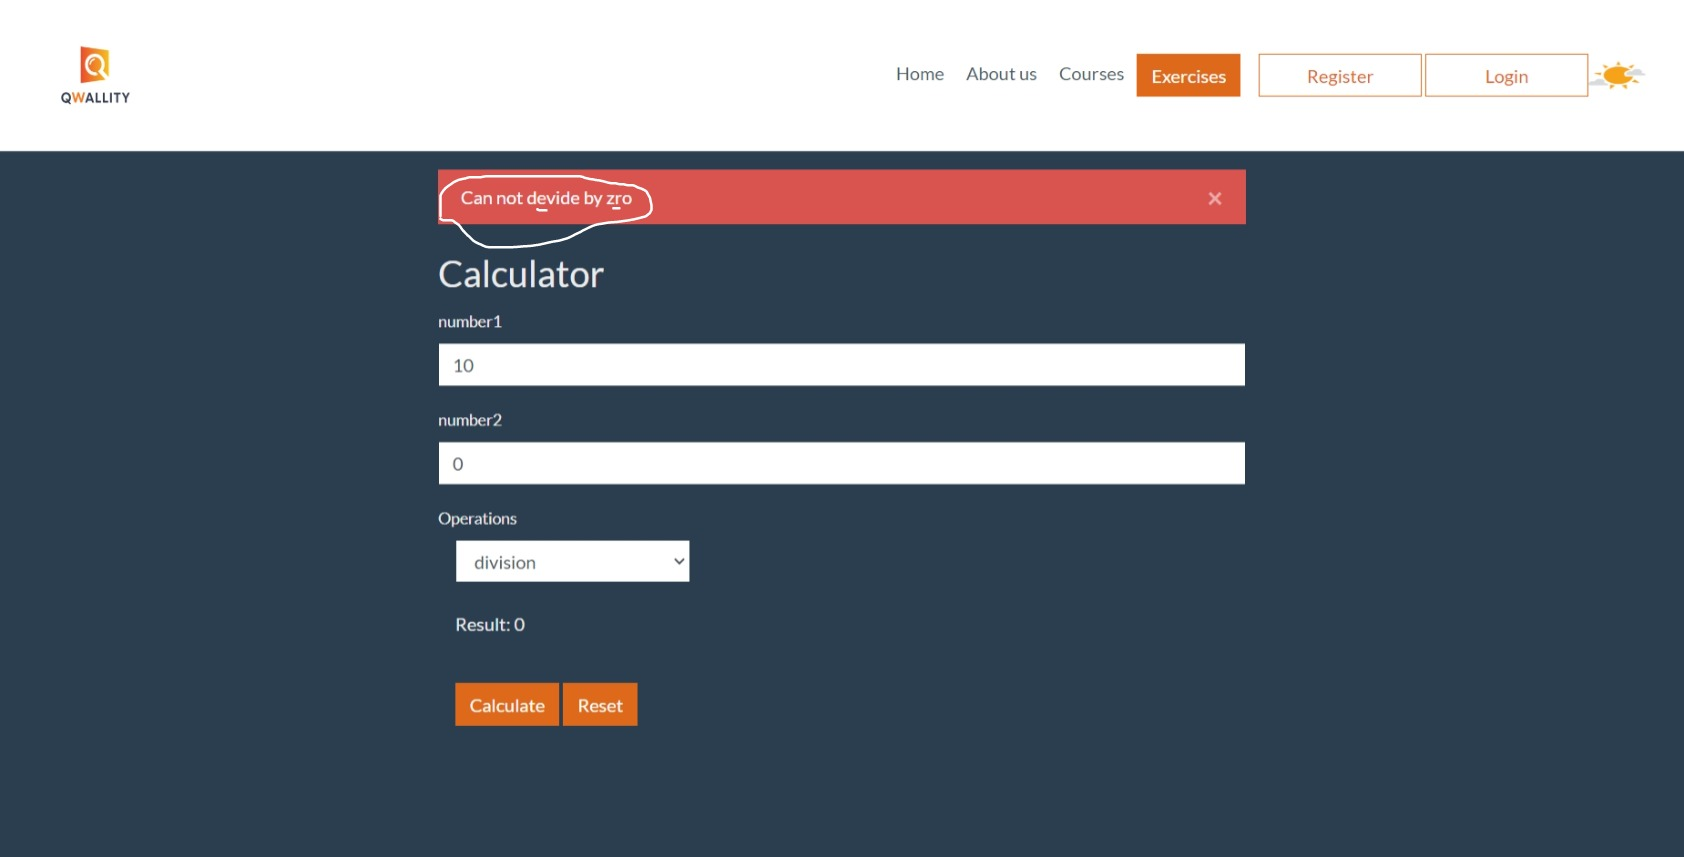 QWALLITY
Home About us Courses Exercises Register Login
Can not devide by zro ×
Calculator
number1
10
number2
0
Operations
division
Result: 0
Calculate Reset